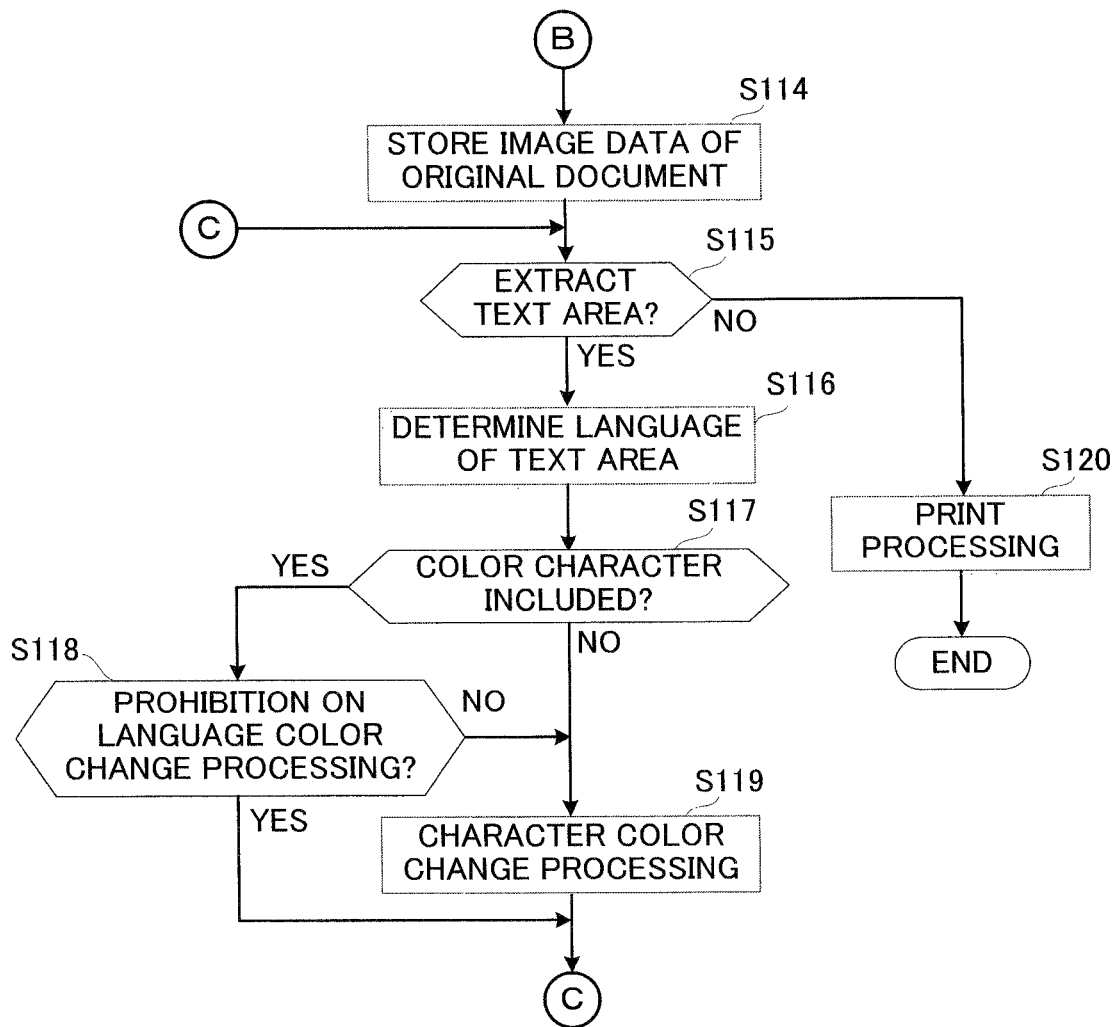 B
S114
STORE IMAGE DATA OF
ORIGINAL DOCUMENT
C
S115
EXTRACT
TEXT AREA?
NO
YES
S116
DETERMINE LANGUAGE
OF TEXT AREA
S120
PRINT
PROCESSING
END
S117
COLOR CHARACTER
INCLUDED?
YES
NO
S118
PROHIBITION ON
LANGUAGE COLOR
CHANGE PROCESSING?
NO
YES
S119
CHARACTER COLOR
CHANGE PROCESSING
C